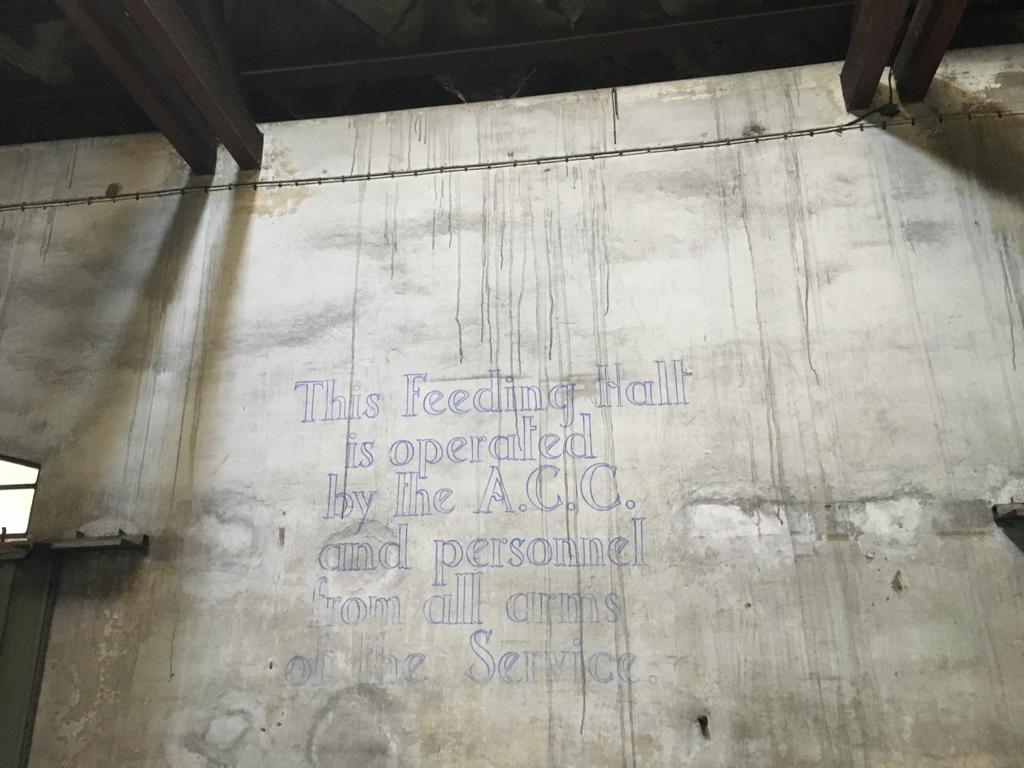 This Feeding Hall
is operated
by the A.C.C.
and personnel
from all arms
of the Service.